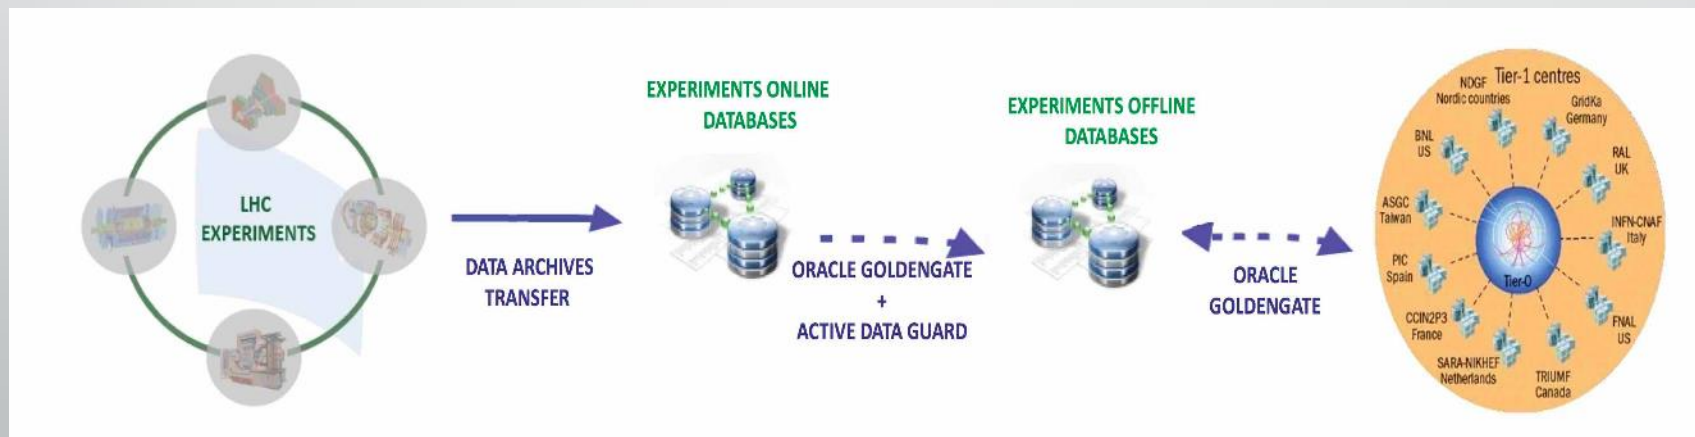 LHC
EXPERIMENTS
DATA ARCHIVES
TRANSFER
EXPERIMENTS ONLINE
DATABASES
ORACLE GOLDENGATE
+
ACTIVE DATA GUARD
EXPERIMENTS OFFLINE
DATABASES
ORACLE
GOLDENGATE
Tier-1 centres
NDGF
Nordic countries
GridKa
Germany
BNL
US
RAL
UK
ASGC
Taiwan
INFN-CNAF
Italy
PIC
Spain
Tier-0
CCIN2P3
France
FNAL
US
SARA-NIKHEF
Netherlands
TRIUMF
Canada